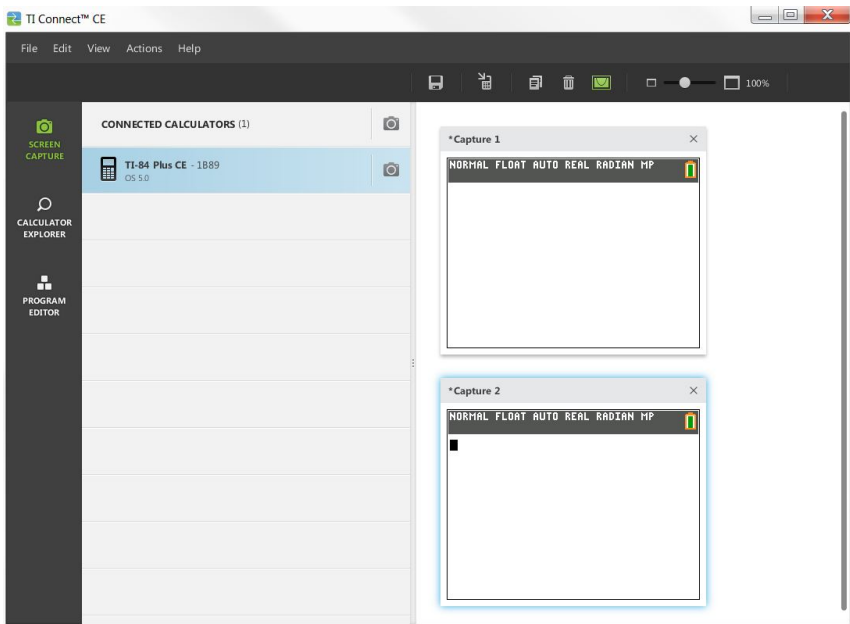 TI Connect™ CE
File Edit View Actions Help
100%
SCREEN
CAPTURE
CALCULATOR
EXPLORER
PROGRAM
EDITOR
CONNECTED CALCULATORS (1)
TI-84 Plus CE - 1B89
OS 5.0
*Capture 1
NORMAL FLOAT AUTO REAL RADIAN MP
*Capture 2
NORMAL FLOAT AUTO REAL RADIAN MP